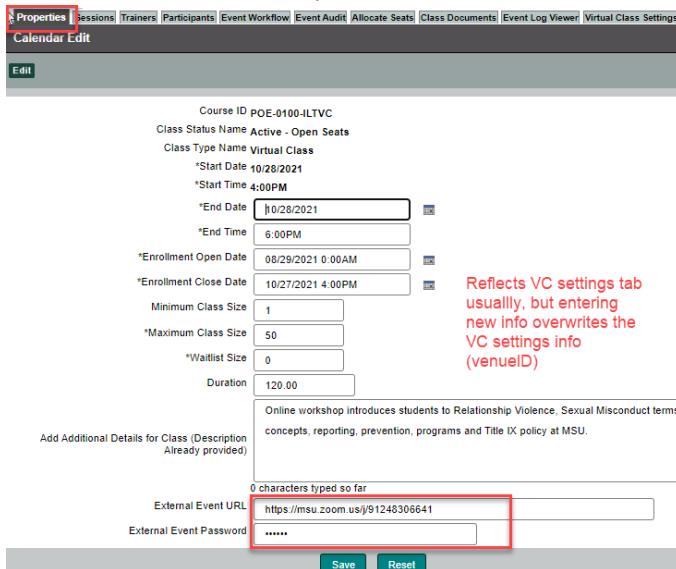 Properties Sessions Trainers Participants Event Workflow Event Audit Allocate Seats Class Documents Event Log Viewer Virtual Class Settings
Calendar Edit
Edit
Course ID POE-0100-ILTVC
Class Status Name Active - Open Seats
Class Type Name Virtual Class
*Start Date 10/28/2021
*Start Time 4:00PM
*End Date 10/28/2021
*End Time 6:00PM
*Enrollment Open Date 08/29/2021 0:00AM
*Enrollment Close Date 10/27/2021 4:00PM
Reflects VC settings tab
usuallly, but entering
new info overwrites the
VC settings info
(venueID)
Minimum Class Size 1
*Maximum Class Size 50
*Waitlist Size 0
Duration 120.00
Online workshop introduces students to Relationship Violence, Sexual Misconduct terms
concepts, reporting, prevention, programs and Title IX policy at MSU.
Add Additional Details for Class (Description
Already provided)
0 characters typed so far
External Event URL https://msu.zoom.us/j/91248306641
External Event Password ••••••
Save Reset